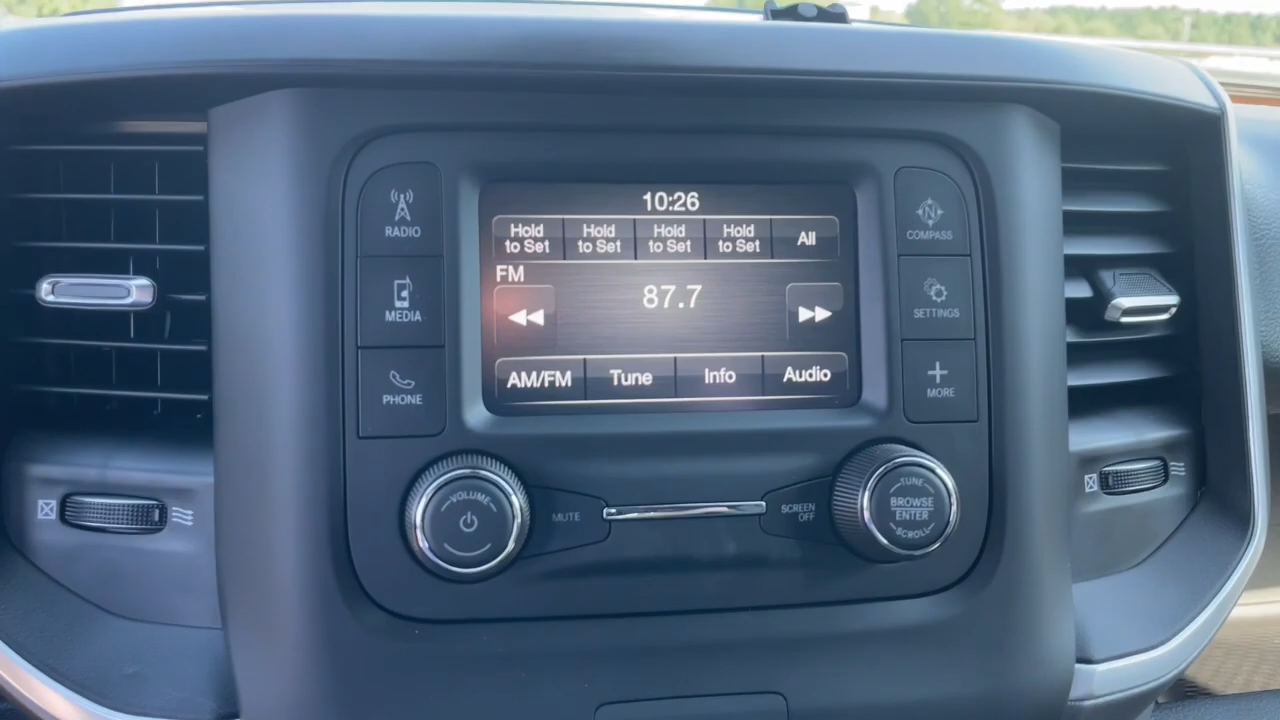 10:26
Hold to Set
Hold to Set
Hold to Set
Hold to Set
All
FM
87.7
AM/FM
Tune
Info
Audio
RADIO
MEDIA
PHONE
N
COMPASS
SETTINGS
MORE
VOLUME
MUTE
SCREEN
OFF
TUNE
BROWSE
ENTER
SCROLL